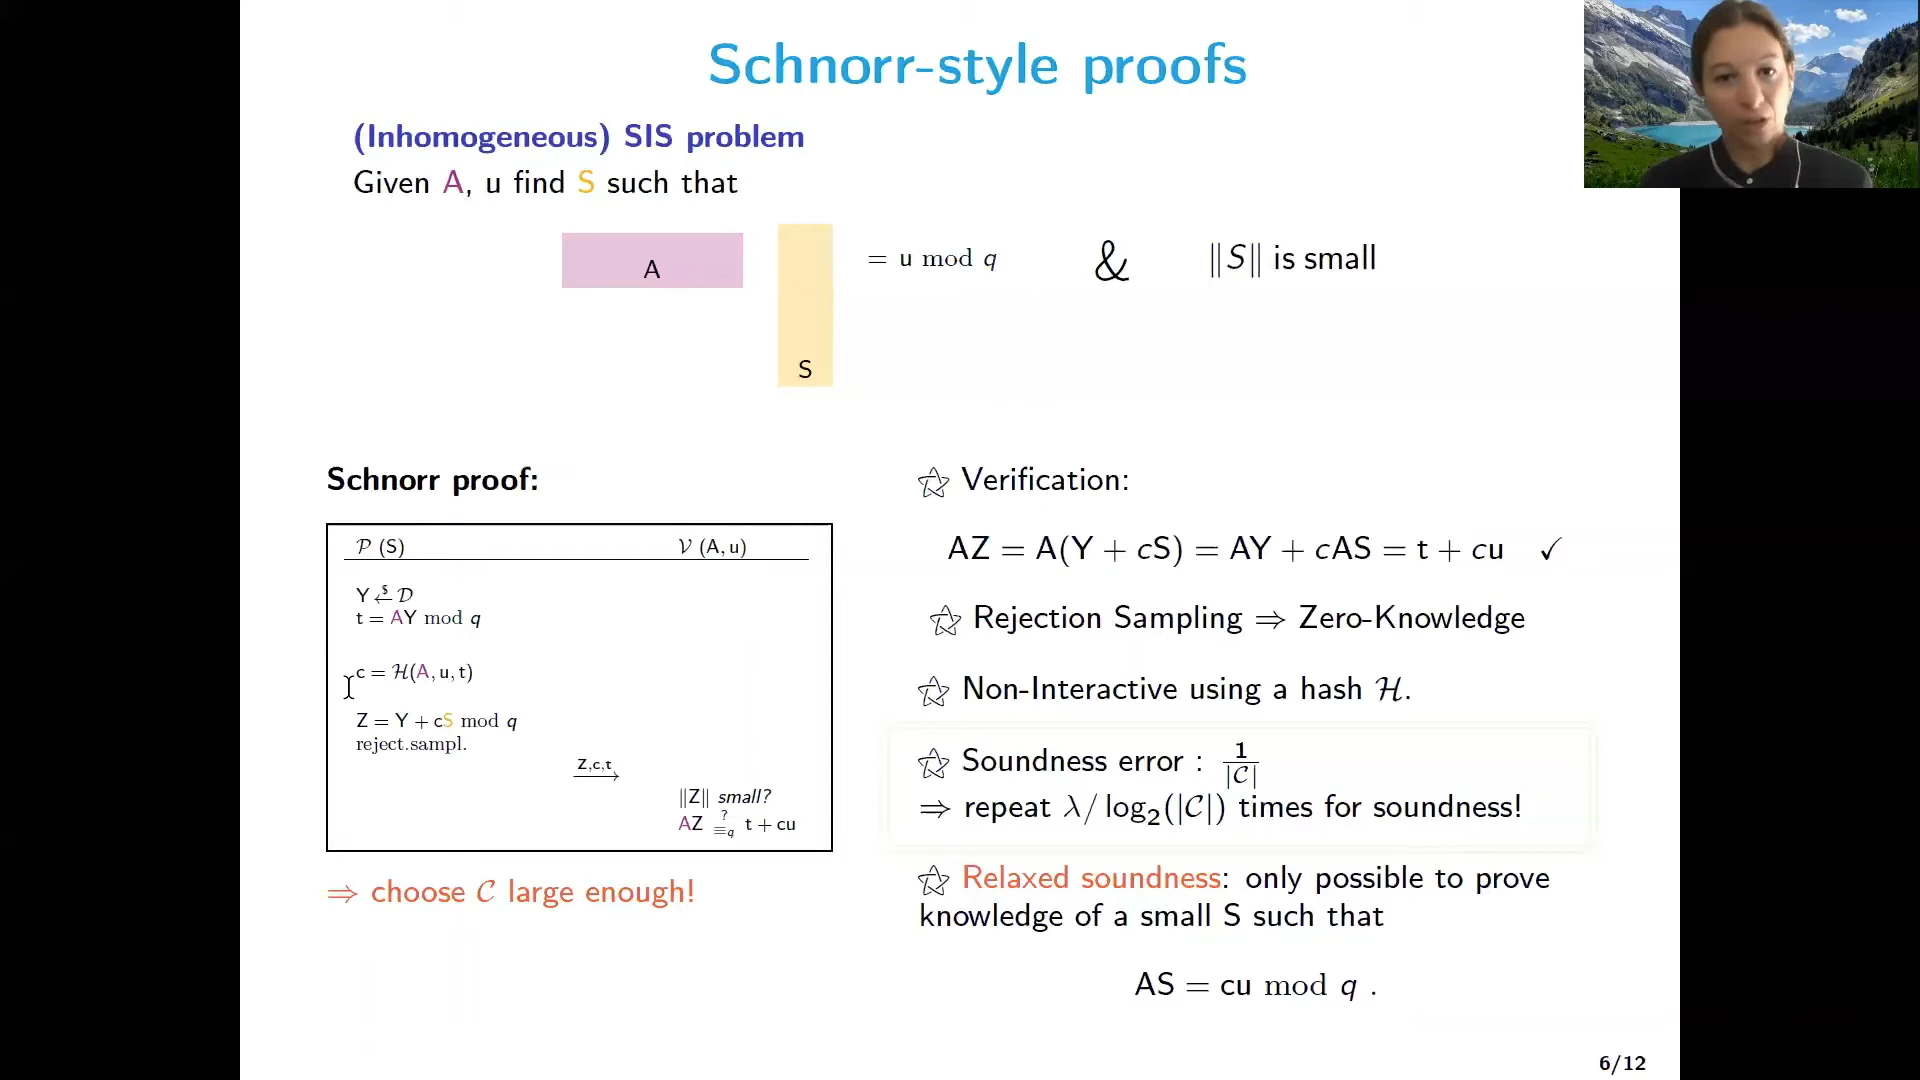 Schnorr-style proofs
(Inhomogeneous) SIS problem
Given A, u find S such that
A
S
= u mod q
&
‖S‖ is small
Schnorr proof:
𝒫 (S)
𝒱 (A, u)
Y ←$ 𝒟
t = AY mod q
c = ℋ(A, u, t)
Z = Y + cS mod q
reject.sampl.
Z,c,t
‖Z‖ small?
AZ ≡q? t + cu
⇒ choose 𝒞 large enough!
☆ Verification:
AZ = A(Y + cS) = AY + cAS = t + cu ✓
☆ Rejection Sampling ⇒ Zero-Knowledge
☆ Non-Interactive using a hash ℋ.
☆ Soundness error : 1/|𝒞|
⇒ repeat λ/ log₂(|𝒞|) times for soundness!
☆ Relaxed soundness: only possible to prove
knowledge of a small S such that
AS = cu mod q .
6/12